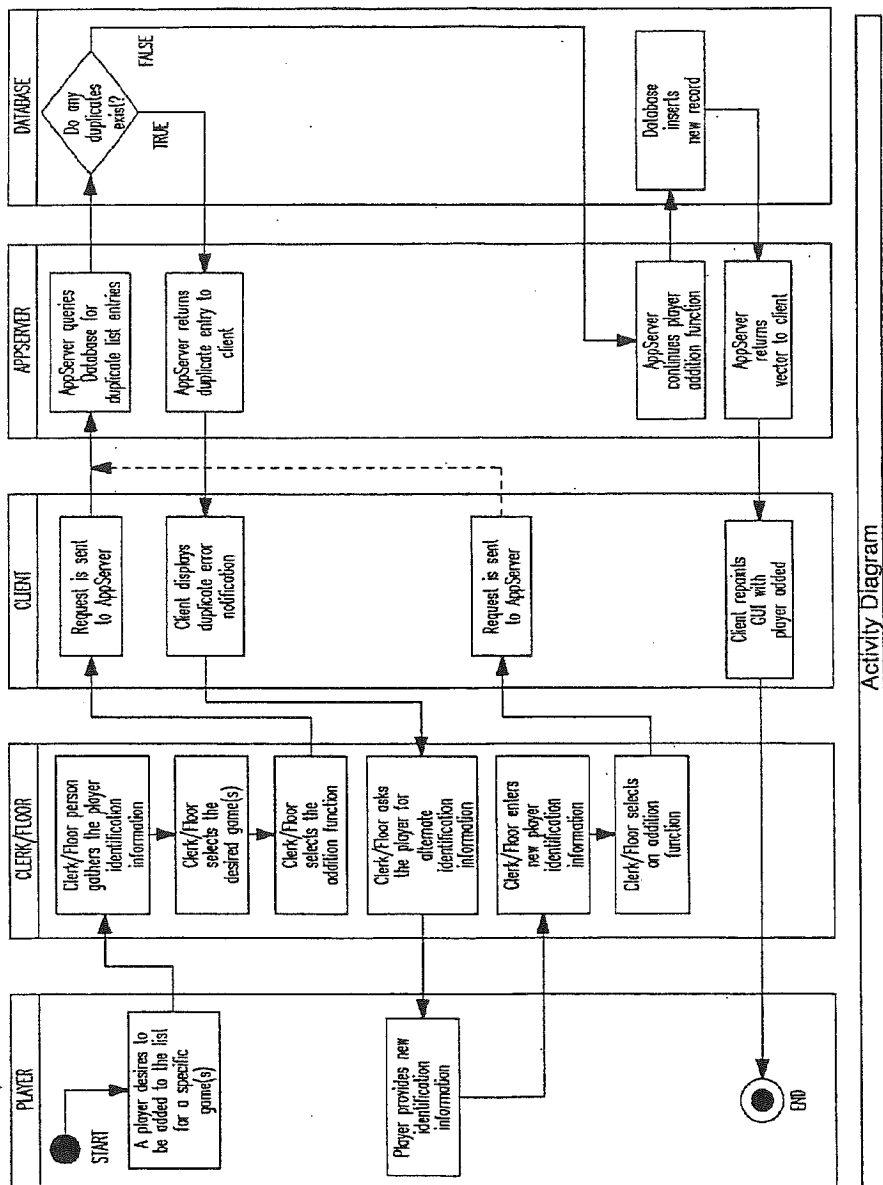 PLAYER
START
A player desires to
be added to the list
for a specific
game(s)
Player provides new
identification
information
END
CLERK/FLOOR
Clerk/Floor person
gathers the player
identification
information
Clerk/Floor
selects the
desired game(s)
Clerk/Floor
selects the
addition function
Clerk/Floor asks
the player for
alternate
identification
information
Clerk/Floor enters
new player
identification
information
Clerk/Floor selects
an addition
function
CLIENT
Request is sent
to AppServer
Client displays
duplicate error
notification
Request is sent
to AppServer
Client repaints
GUI with
player added
APPSERVER
AppServer queries
Database for
duplicate list entries
AppServer returns
duplicate entry to
client
AppServer
continues player
addition function
AppServer
returns
vector to client
DATABASE
Do any
duplicates
exist?
TRUE
FALSE
Database
inserts
new record
Activity Diagram